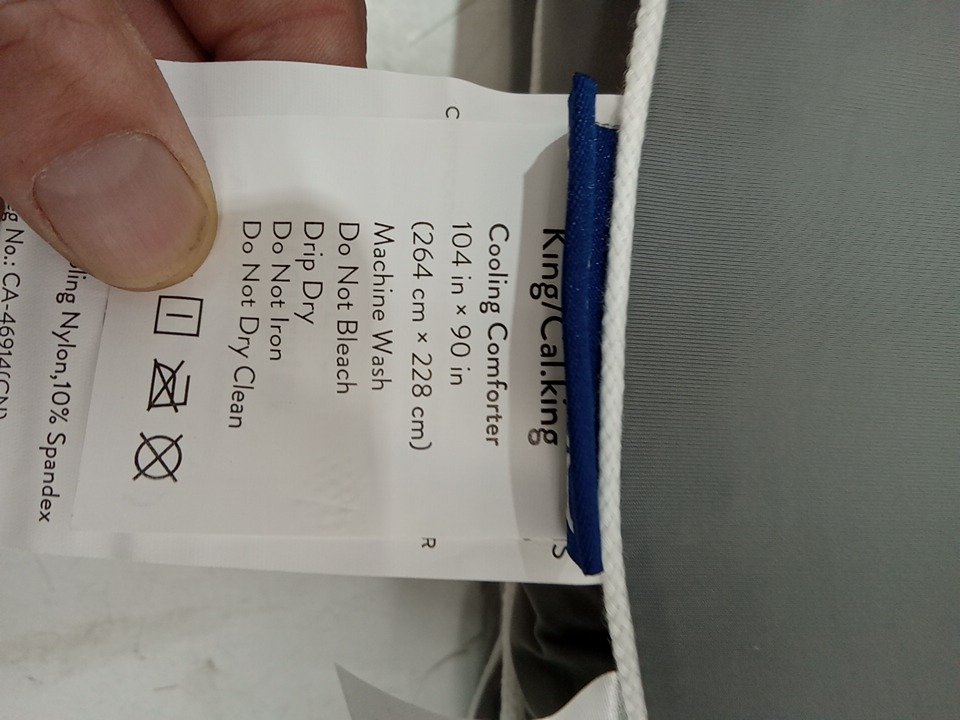 King/Cal.king
Cooling Comforter
104 in × 90 in
(264 cm × 228 cm)
Machine Wash
Do Not Bleach
Drip Dry
Do Not Iron
Do Not Dry Clean
Nylon,10% Spandex
No.: CA-46914(CN)
C
R
S